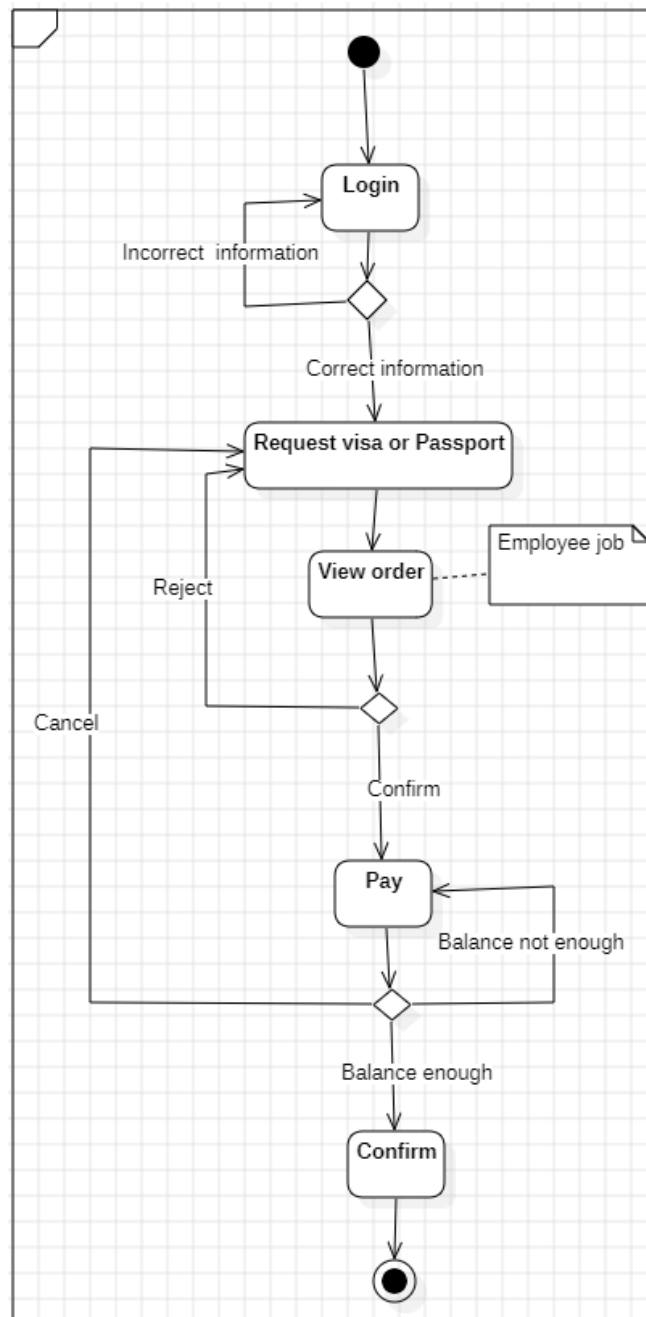 Login
Incorrect  information
Correct information
Request visa or Passport
Employee job
View order
Reject
Cancel
Confirm
Pay
Balance not enough
Balance enough
Confirm